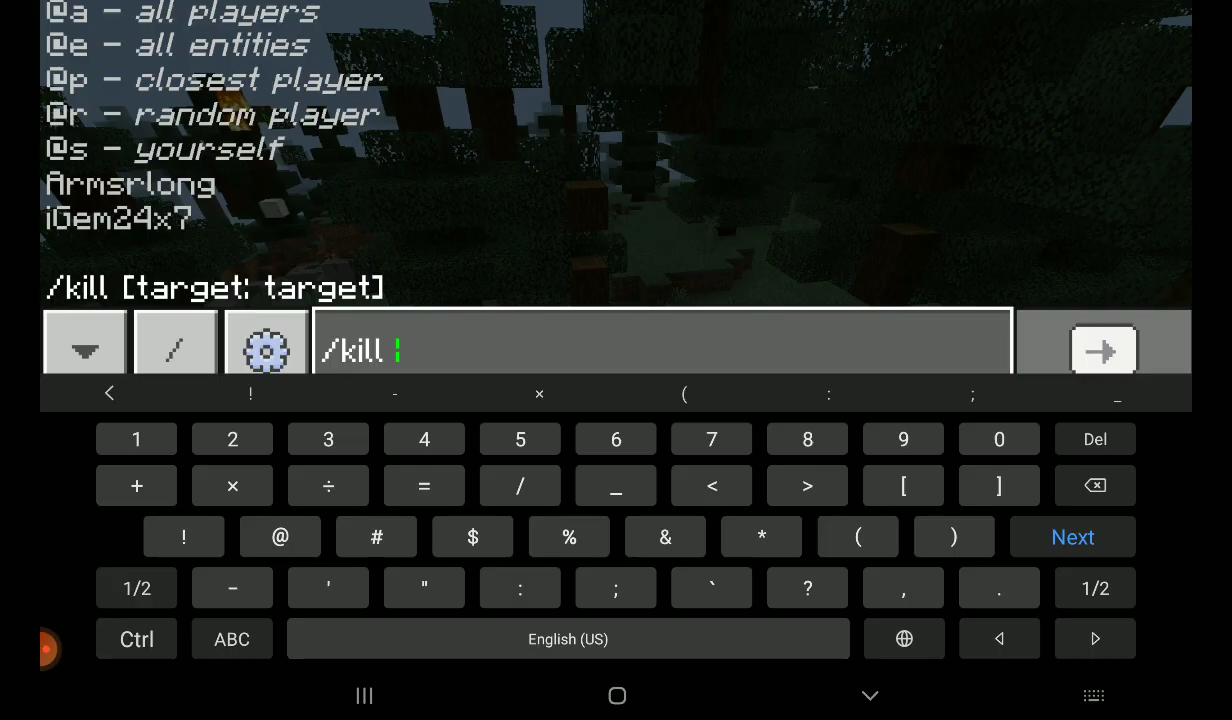 @a - all players
@e - all entities
@p - closest player
@r - random player
@s - yourself
Armsrlong
iGem24x7
/kill [target: target]
/ /kill
! - × ( : ; _
1 2 3 4 5 6 7 8 9 0 Del
+ × ÷ = / _ < > [ ]
! @ # $ % & * ( ) Next
1/2 - ' " : ; ` ? , . 1/2
Ctrl ABC English (US)